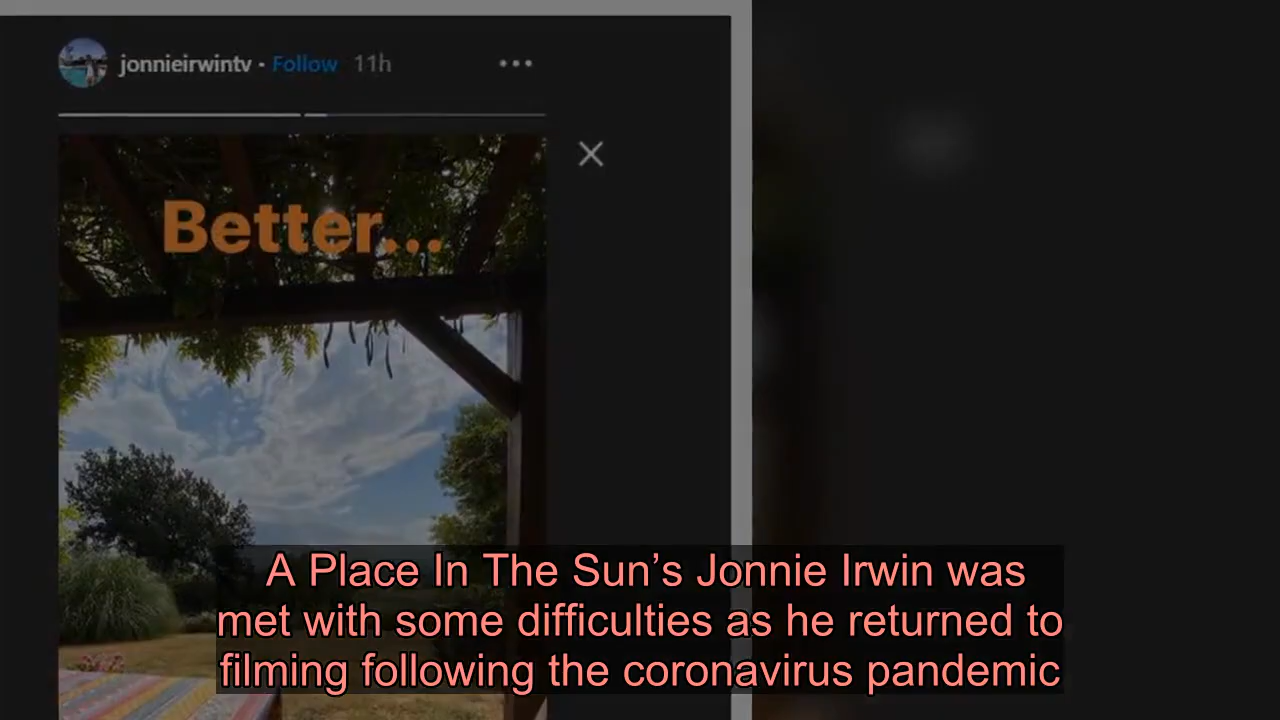 jonnieirwintv • Follow 11h
Better...
A Place In The Sun’s Jonnie Irwin was
met with some difficulties as he returned to
filming following the coronavirus pandemic